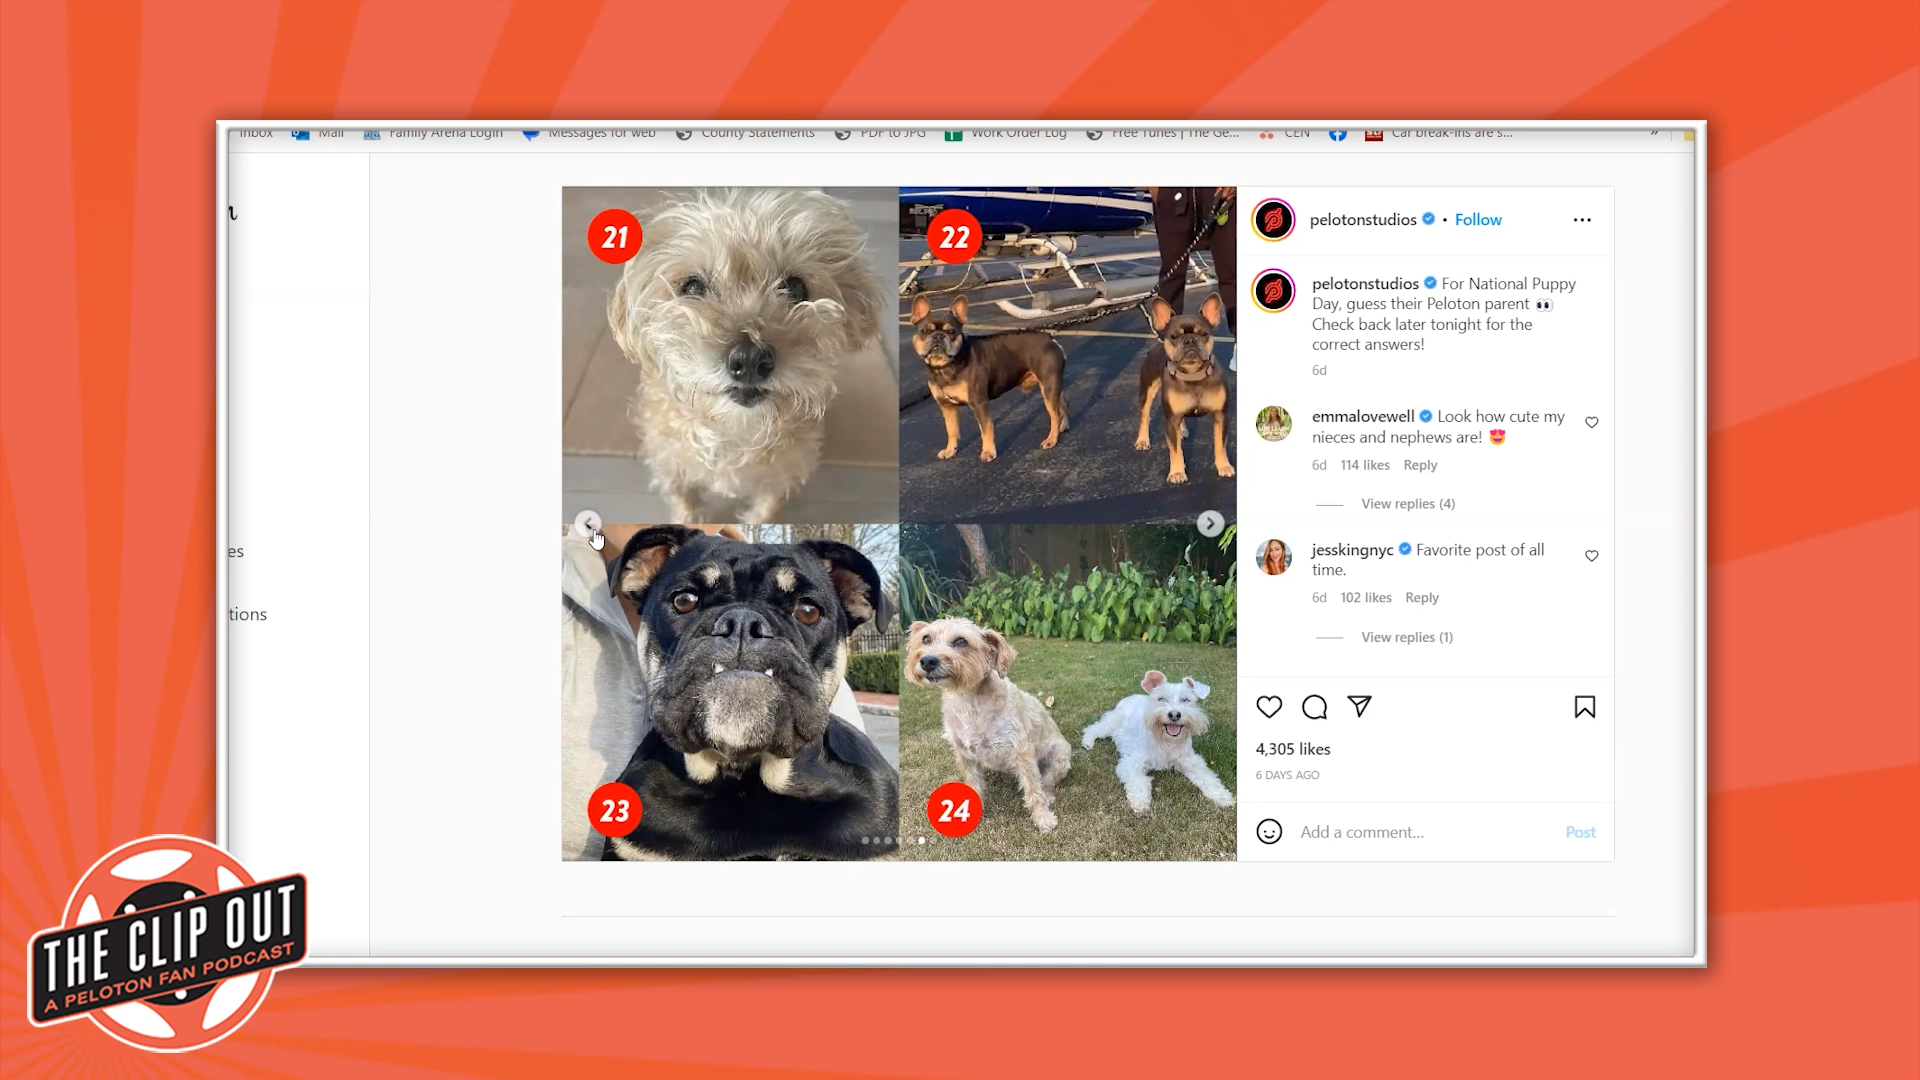 Inbox Mail Family Arena Login Messages for web County Statements PDF to JPG Work Order Log Free Tunes | The Ge... CEN Car break-ins are s... »
21
22
23
24
es
tions
pelotonstudios • Follow
pelotonstudios For National Puppy
Day, guess their Peloton parent 👀
Check back later tonight for the
correct answers!
6d
emmalovewell Look how cute my
nieces and nephews are! 😍
6d 114 likes Reply
View replies (4)
jesskingnyc Favorite post of all
time.
6d 102 likes Reply
View replies (1)
4,305 likes
6 DAYS AGO
Add a comment... Post
THE CLIP OUT
A PELOTON FAN PODCAST